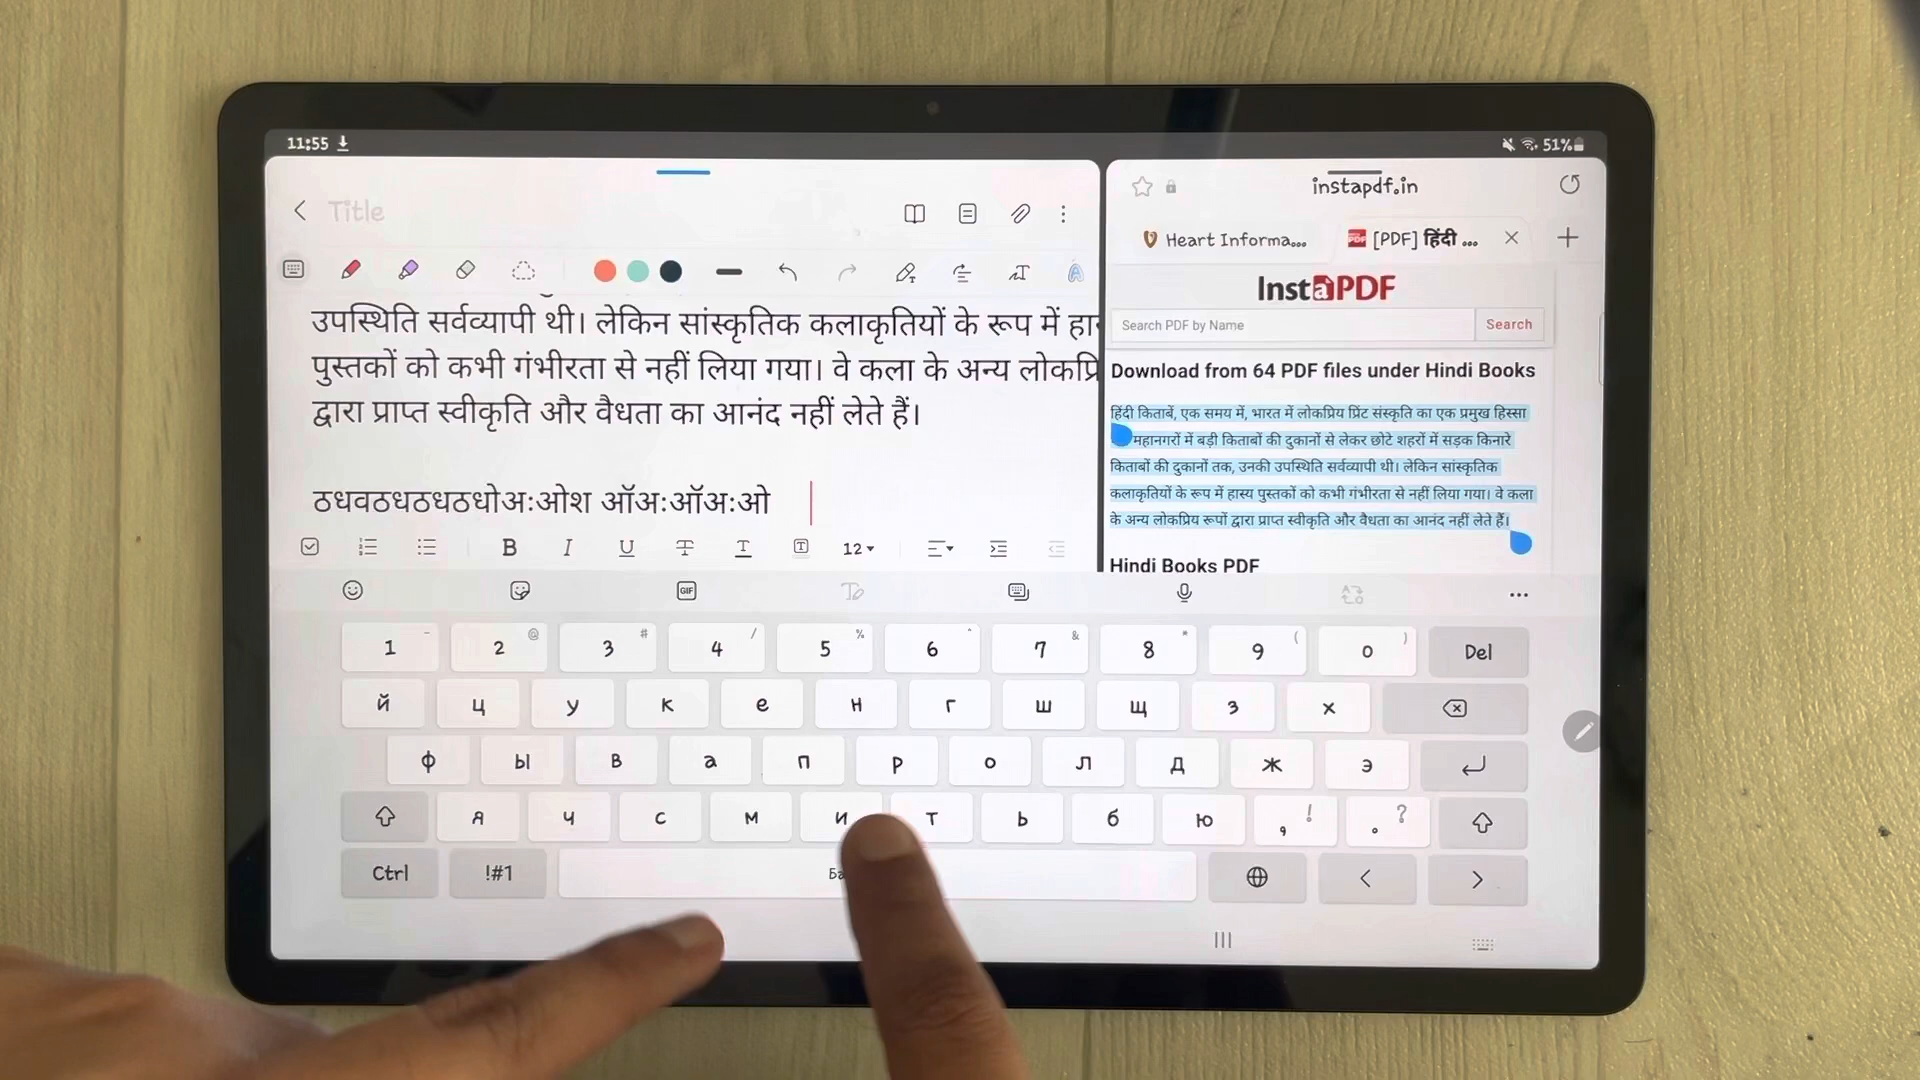 11:55
51%
Title
उपस्थिति सर्वव्यापी थी। लेकिन सांस्कृतिक कलाकृतियों के रूप में
पुस्तकों को कभी गंभीरता से नहीं लिया गया। वे कला के अन्य
द्वारा प्राप्त स्वीकृति और वैधता का आनंद नहीं लेते हैं।
ठधवठधठधठधोअःओश ऑअःऑअःओ
B I U T T T 12
instapdf.in
Heart Informa...
[PDF] हिंदी ...
InstaPDF
Search PDF by Name
Search
Download from 64 PDF files under Hindi Books
हिंदी किताबें, एक समय में, भारत में लोकप्रिय प्रिंट संस्कृति का एक प्रमुख हिस्सा
महानगरों में बड़ी किताबों की दुकानों से लेकर छोटे शहरों में सड़क किनारे
किताबों की दुकानों तक, उनकी उपस्थिति सर्वव्यापी थी। लेकिन सांस्कृतिक
कलाकृतियों के रूप में हास्य पुस्तकों को कभी गंभीरता से नहीं लिया गया। वे कला
के अन्य लोकप्रिय रूपों द्वारा प्राप्त स्वीकृति और वैधता का आनंद नहीं लेते हैं।
Hindi Books PDF
GIF
1 - 2 @ 3 # 4 / 5 % 6 ^ 7 & 8 * 9 ( 0 ) Del
й ц у к е н г ш щ з х
ф ы в а п р о л д ж э
я ч с м и т ь б ю , ! . ?
Ctrl !#1